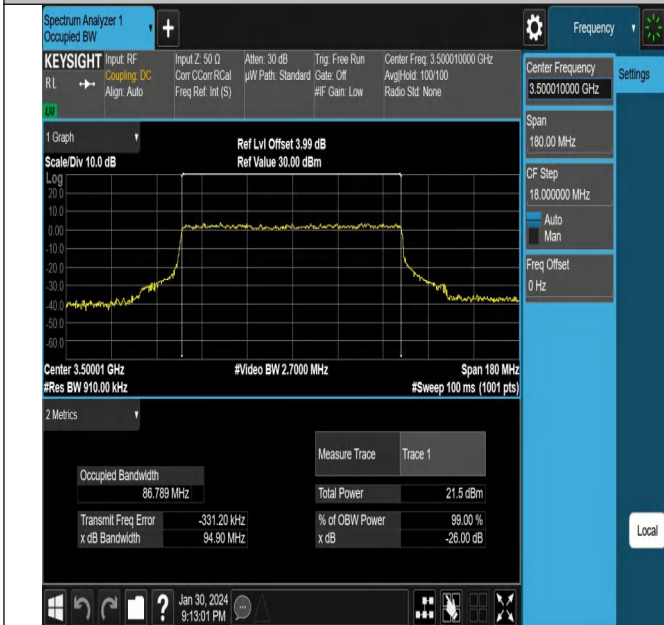 Spectrum Analyzer 1
Occupied BW
Frequency
KEYSIGHT
RL
LXI
Input: RF
Coupling: DC
Align: Auto
Input Z: 50 Ω
Corr CCorr RCal
Freq Ref: Int (S)
Atten: 30 dB
µW Path: Standard
Trig: Free Run
Gate: Off
#IF Gain: Low
Center Freq: 3.500010000 GHz
Avg|Hold: 100/100
Radio Std: None
Center Frequency
3.500010000 GHz
Settings
Span
180.00 MHz
CF Step
18.000000 MHz
Auto
Man
Freq Offset
0 Hz
Local
1 Graph
Scale/Div 10.0 dB
Ref Lvl Offset 3.99 dB
Ref Value 30.00 dBm
Log
20.0
10.0
0.00
-10.0
-20.0
-30.0
-40.0
-50.0
-60.0
Center 3.50001 GHz
#Video BW 2.7000 MHz
Span 180 MHz
#Res BW 910.00 kHz
#Sweep 100 ms (1001 pts)
2 Metrics
Measure Trace Trace 1
Occupied Bandwidth
86.789 MHz
Total Power 21.5 dBm
Transmit Freq Error -331.20 kHz
% of OBW Power 99.00 %
x dB Bandwidth 94.90 MHz
x dB -26.00 dB
Jan 30, 2024
9:13:01 PM